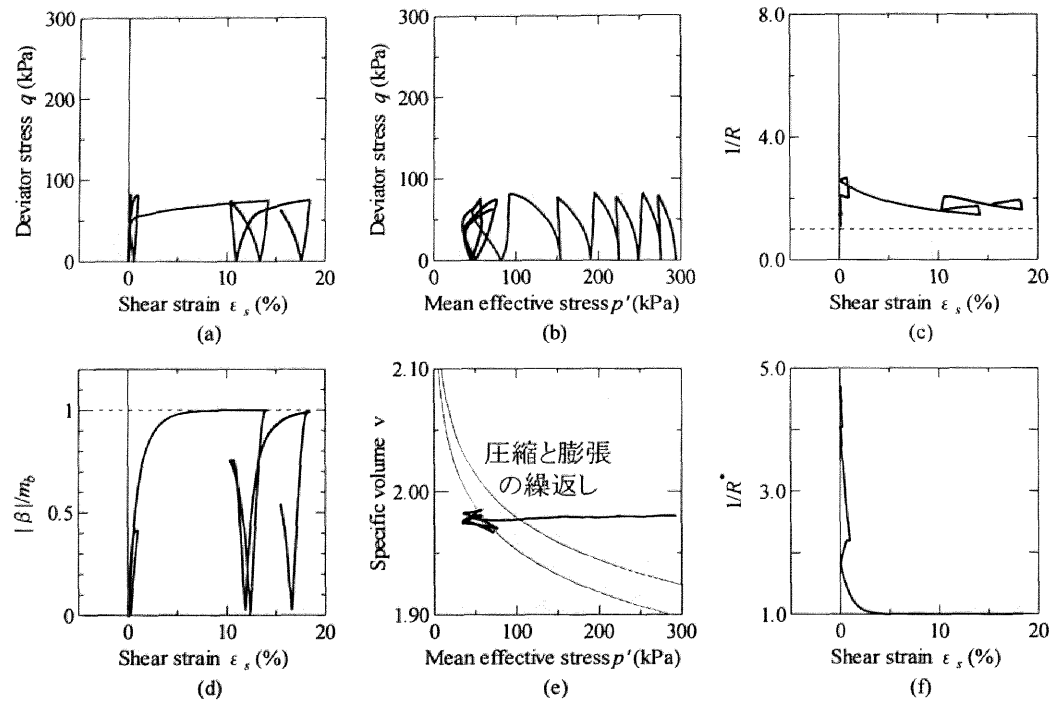 300
200
100
0
0
10
20
Deviator stress q (kPa)
Shear strain ε s (%)
(a)
300
200
100
0
0
100
200
300
Deviator stress q (kPa)
Mean effective stress p' (kPa)
(b)
8.0
4.0
0.0
0
10
20
1/R
Shear strain ε s (%)
(c)
1
0.5
0
0
10
20
|β|/mb
Shear strain ε s (%)
(d)
2.10
2.00
1.90
0
100
200
300
Specific volume v
圧縮と膨張
の繰返し
Mean effective stress p' (kPa)
(e)
5.0
3.0
1.0
0
10
20
1/R*
Shear strain ε s (%)
(f)